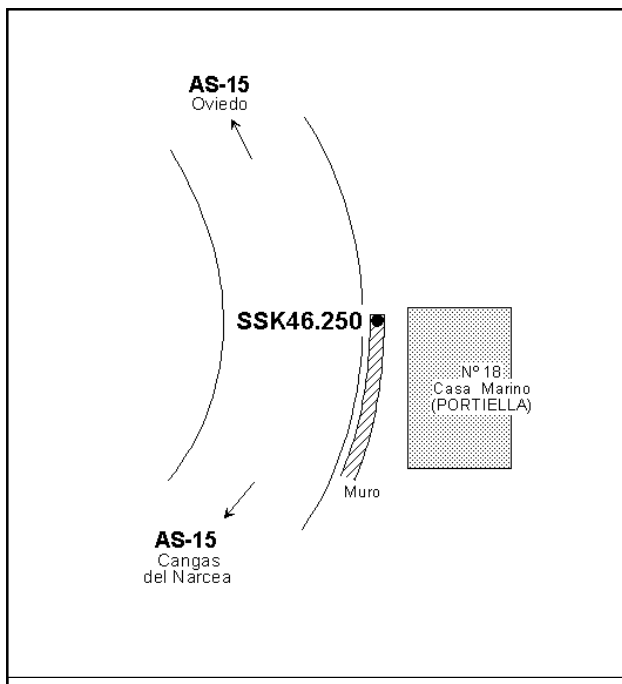 AS-15
Oviedo
SSK46.250
Nº 18
Casa Marino
(PORTIELLA)
Muro
AS-15
Cangas
del Narcea